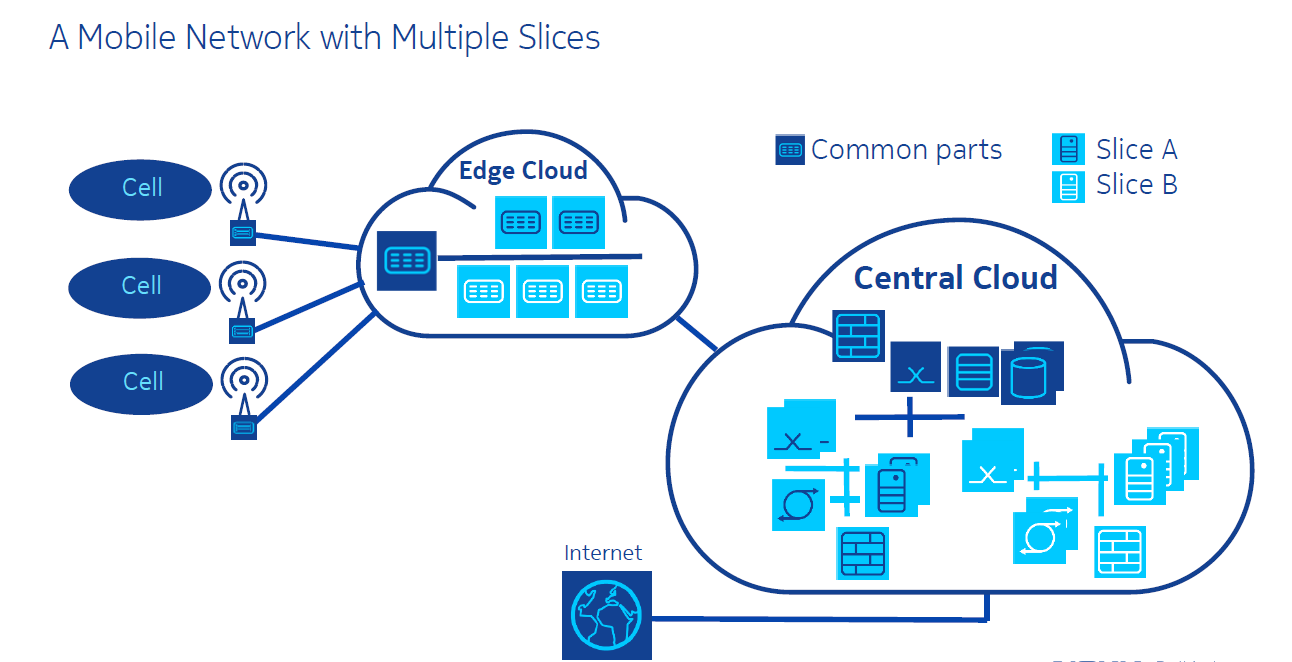 A Mobile Network with Multiple Slices
Edge Cloud
Common parts
Slice A
Slice B
Cell
Cell
Cell
Central Cloud
Internet